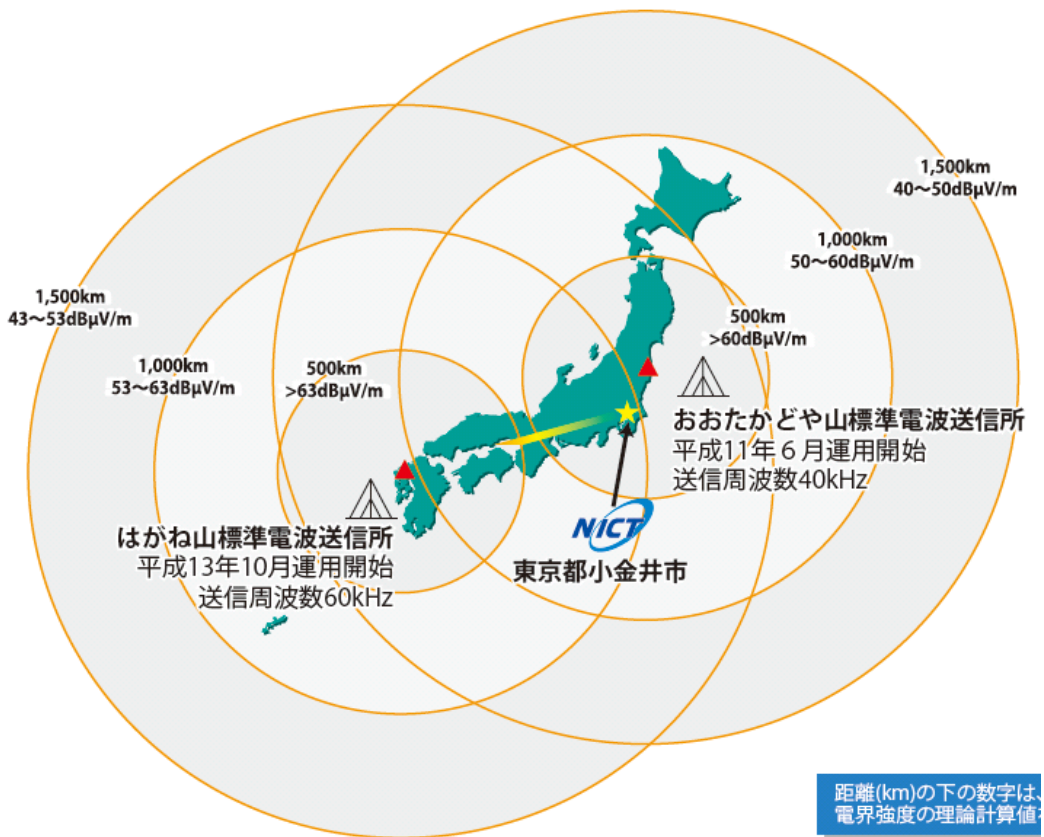 1,500km
40～50dBμV/m
1,000km
50～60dBμV/m
500km
>60dBμV/m
1,500km
43～53dBμV/m
1,000km
53～63dBμV/m
500km
>63dBμV/m
おおたかどや山標準電波送信所
平成11年６月運用開始
送信周波数40kHz
はがね山標準電波送信所
平成13年10月運用開始
送信周波数60kHz
NICT
東京都小金井市
距離(km)の下の数字は、
電界強度の理論計算値